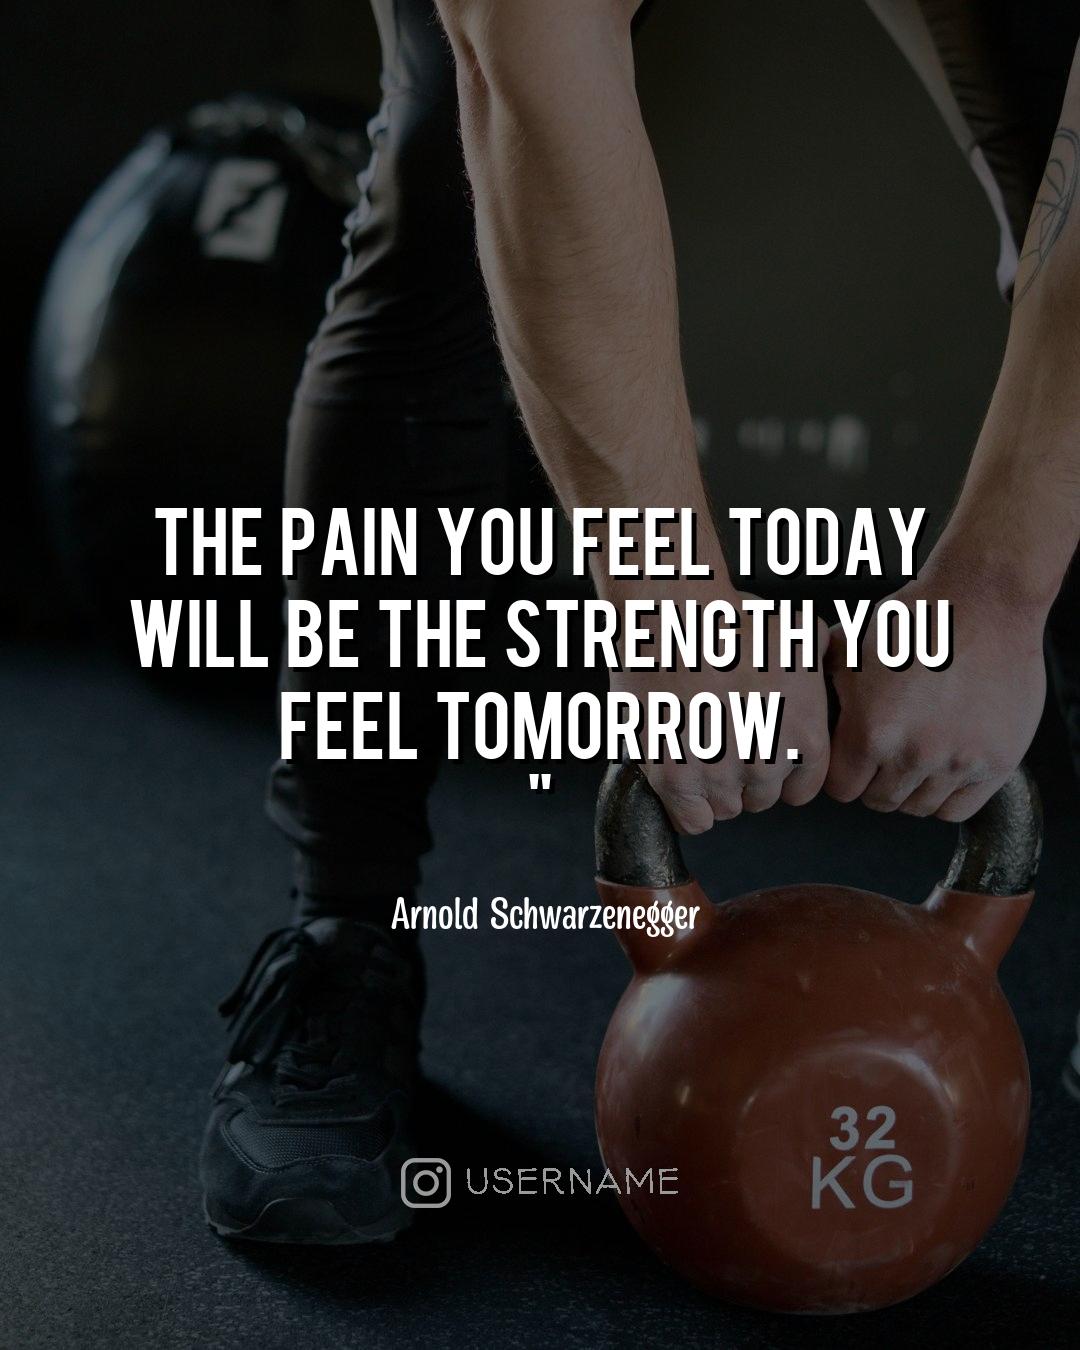 THE PAIN YOU FEEL TODAY
WILL BE THE STRENGTH YOU
FEEL TOMORROW.
"
Arnold Schwarzenegger
USERNAME
32
KG